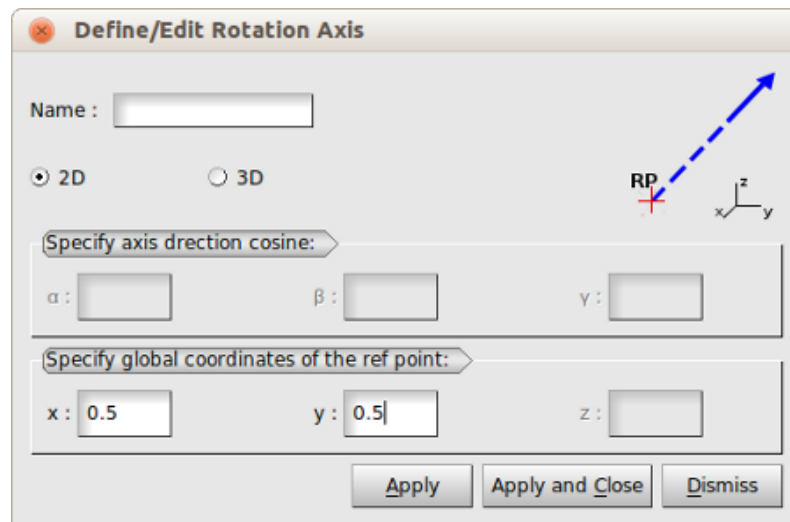 Define/Edit Rotation Axis
Name :
2D 3D
RP
z
x y
Specify axis drection cosine:
α : β : γ :
Specify global coordinates of the ref point:
x : 0.5 y : 0.5 z :
Apply Apply and Close Dismiss